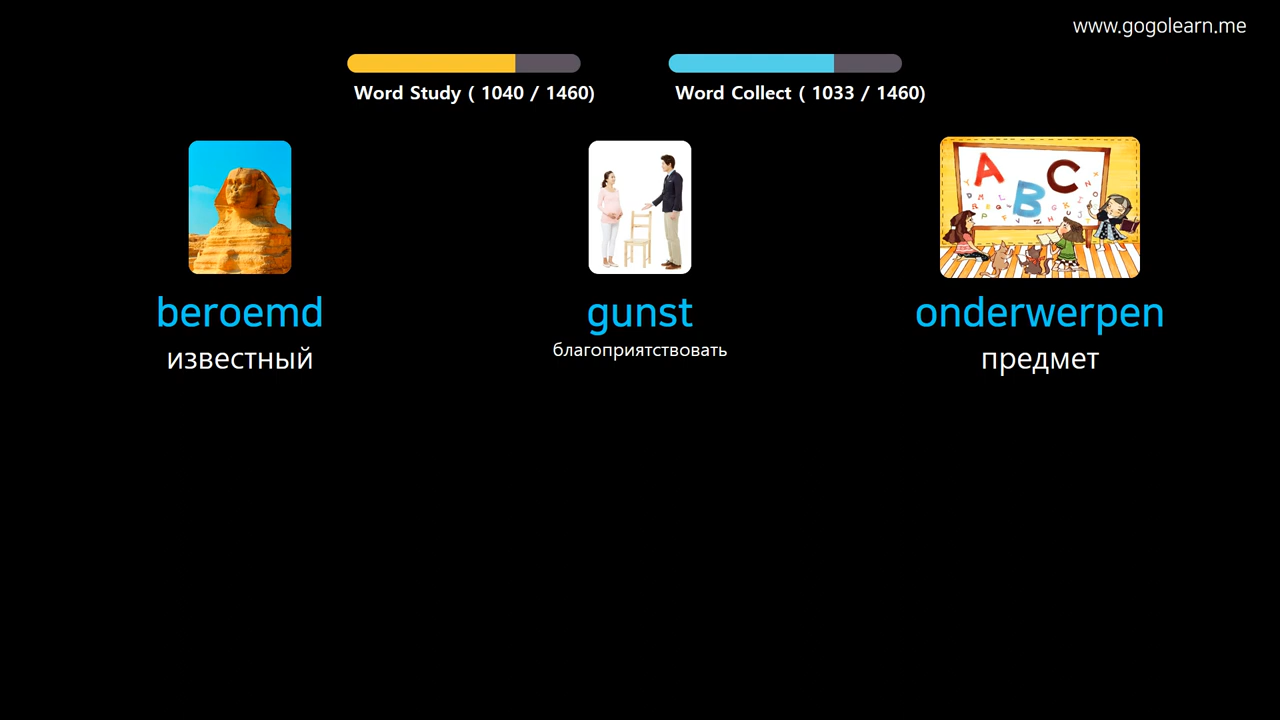 www.gogolearn.me
Word Study ( 1040 / 1460)
Word Collect ( 1033 / 1460)
A B C
beroemd
gunst
onderwerpen
известный
благоприятствовать
предмет